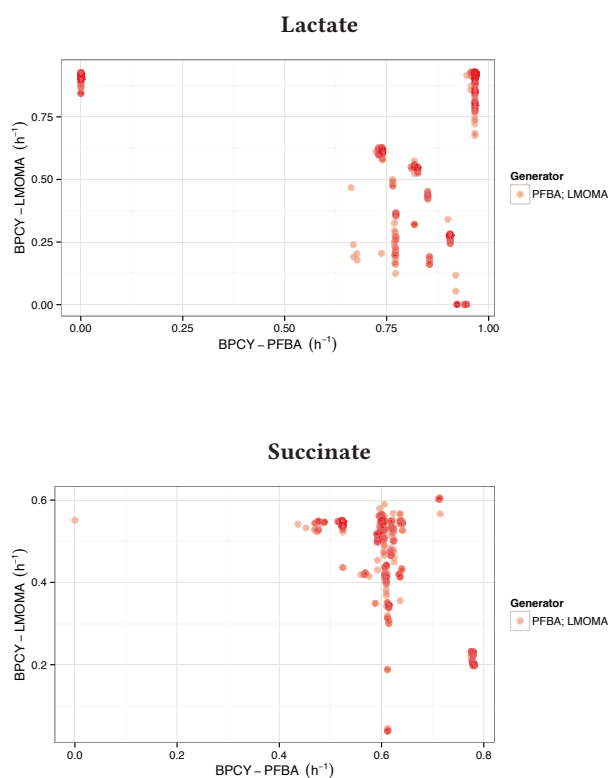 Lactate
0.75
0.50
0.25
0.00
BPCY−LMOMA (h⁻¹)
0.00 0.25 0.50 0.75 1.00
BPCY−PFBA (h⁻¹)
Generator
PFBA; LMOMA
Succinate
0.6
0.4
0.2
BPCY−LMOMA (h⁻¹)
0.0 0.2 0.4 0.6 0.8
BPCY−PFBA (h⁻¹)
Generator
PFBA; LMOMA